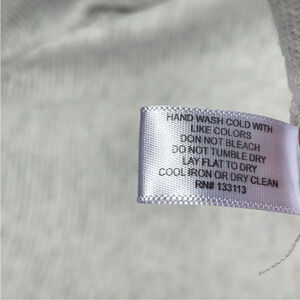 HAND WASH COLD WITH
LIKE COLORS
DON NOT BLEACH
DO NOT TUMBLE DRY
LAY FLAT TO DRY
COOL IRON OR DRY CLEAN
RN# 133113